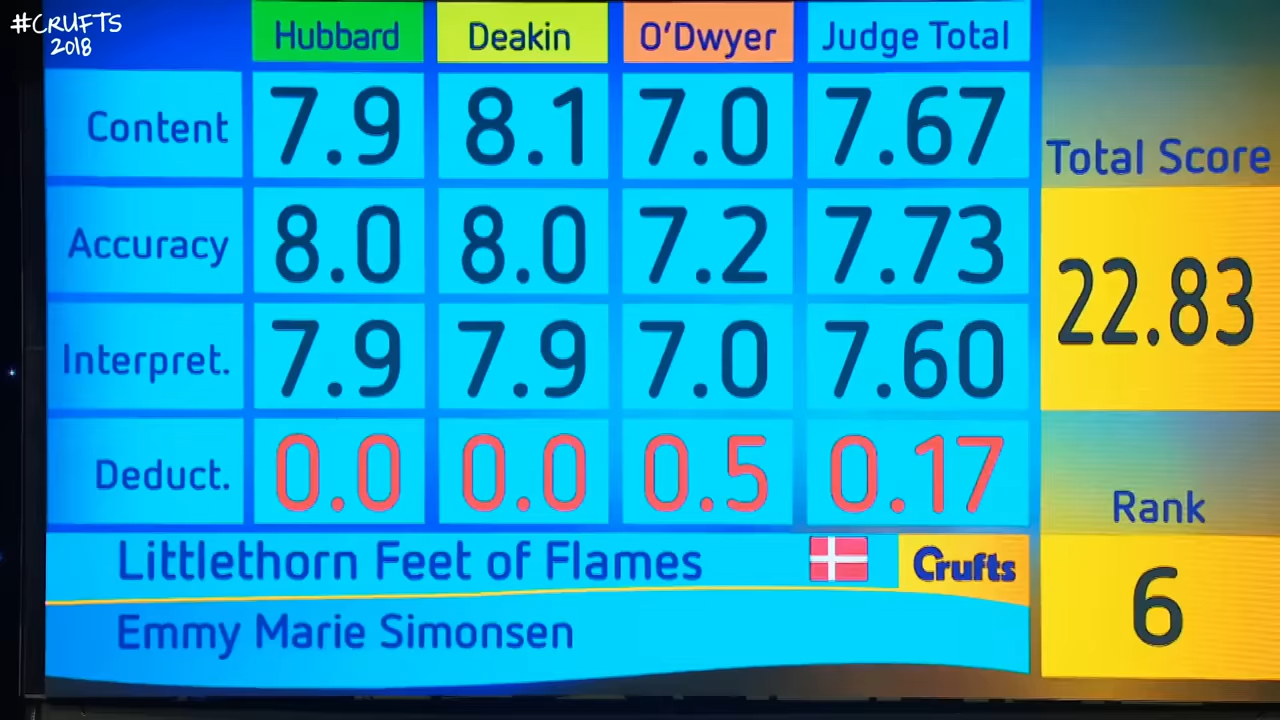 #CRUFTS
2018
Hubbard Deakin O'Dwyer Judge Total
Content 7.9 8.1 7.0 7.67
Total Score
Accuracy 8.0 8.0 7.2 7.73
22.83
Interpret. 7.9 7.9 7.0 7.60
Deduct. 0.0 0.0 0.5 0.17
Rank
6
Littlethorn Feet of Flames Crufts
Emmy Marie Simonsen